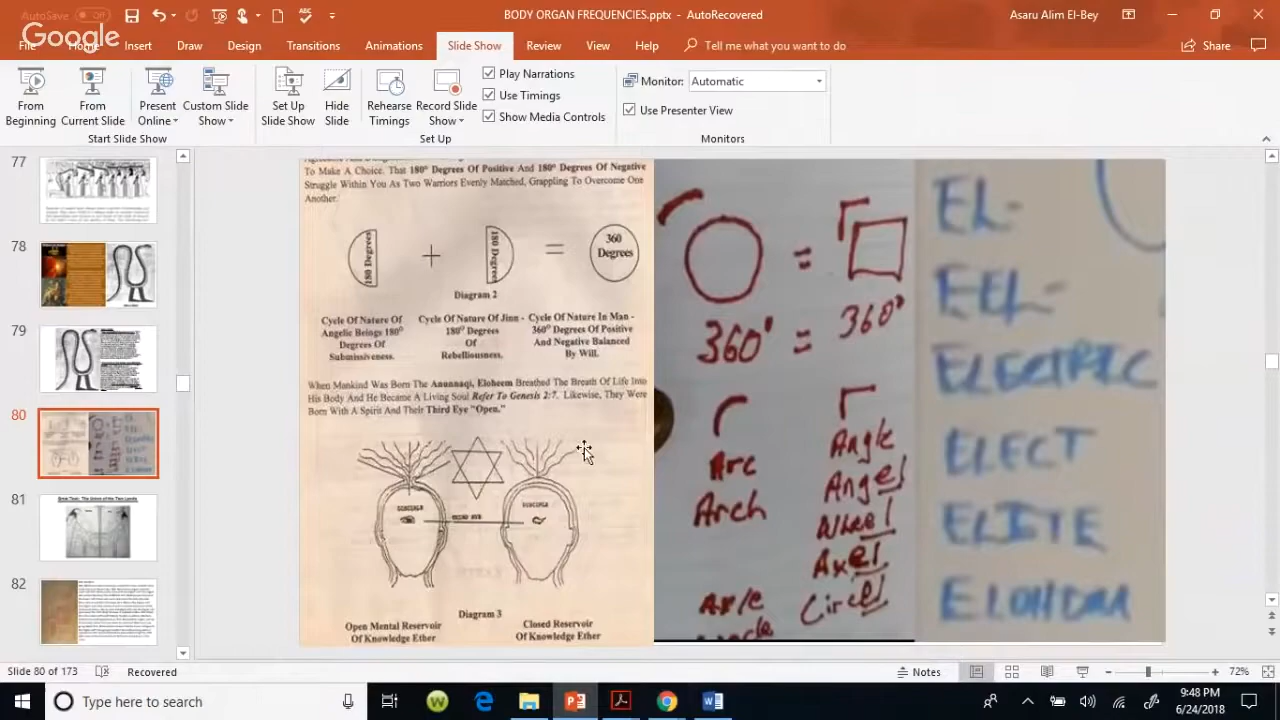 AutoSave Off
BODY ORGAN FREQUENCIES.pptx - AutoRecovered
Asaru Alim El-Bey
Google
File Home Insert Draw Design Transitions Animations Slide Show Review View Help Tell me what you want to do Share
From Beginning
From Current Slide
Present Online
Custom Slide Show
Set Up Slide Show
Hide Slide
Rehearse Timings
Record Slide Show
Play Narrations
Use Timings
Show Media Controls
Monitor: Automatic
Use Presenter View
Start Slide Show
Set Up
Monitors
77
78
79
80
81
82
To Make A Choice. That 180° Degrees Of Positive And 180° Degrees Of Negative
Struggle Within You As Two Warriors Evenly Matched, Grappling To Overcome One
Another.
180 Degrees + 180 Degrees = 360 Degrees
Diagram 2
Cycle Of Nature Of
Angelic Beings 180°
Degrees Of
Submissiveness.
Cycle Of Nature Of Jinn -
180° Degrees
Of
Rebelliousness.
Cycle Of Nature In Man -
360° Degrees Of Positive
And Negative Balanced
By Will.
When Mankind Was Born The Anunnaqi, Eloheem Breathed The Breath Of Life Into
His Body And He Became A Living Soul Refer To Genesis 2:7. Likewise, They Were
Born With A Spirit And Their Third Eye "Open."
Diagram 3
Open Mental Reservoir
Of Knowledge Ether
Closed Reservoir
Of Knowledge Ether
=
360° = 360°
Arc
Arch
Axle
Angle
Angel
Wheel
Axel
El
EL-
ELECT
ELITE
Slide 80 of 173
Recovered
Notes
72%
Type here to search
9:48 PM
6/24/2018